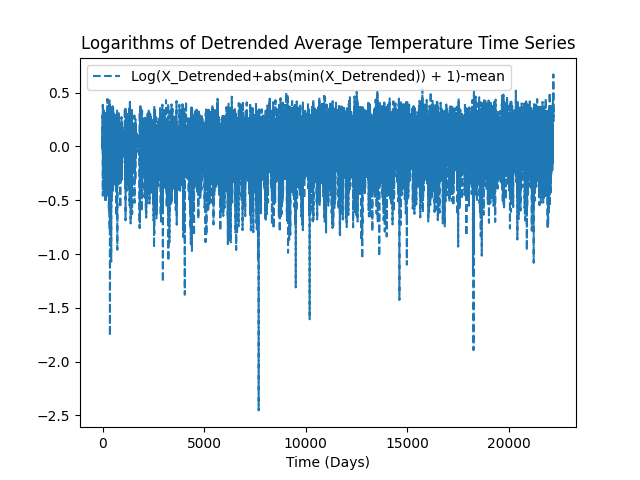 Logarithms of Detrended Average Temperature Time Series
Log(X_Detrended+abs(min(X_Detrended)) + 1)-mean
0.5
0.0
−0.5
−1.0
−1.5
−2.0
−2.5
0 5000 10000 15000 20000
Time (Days)